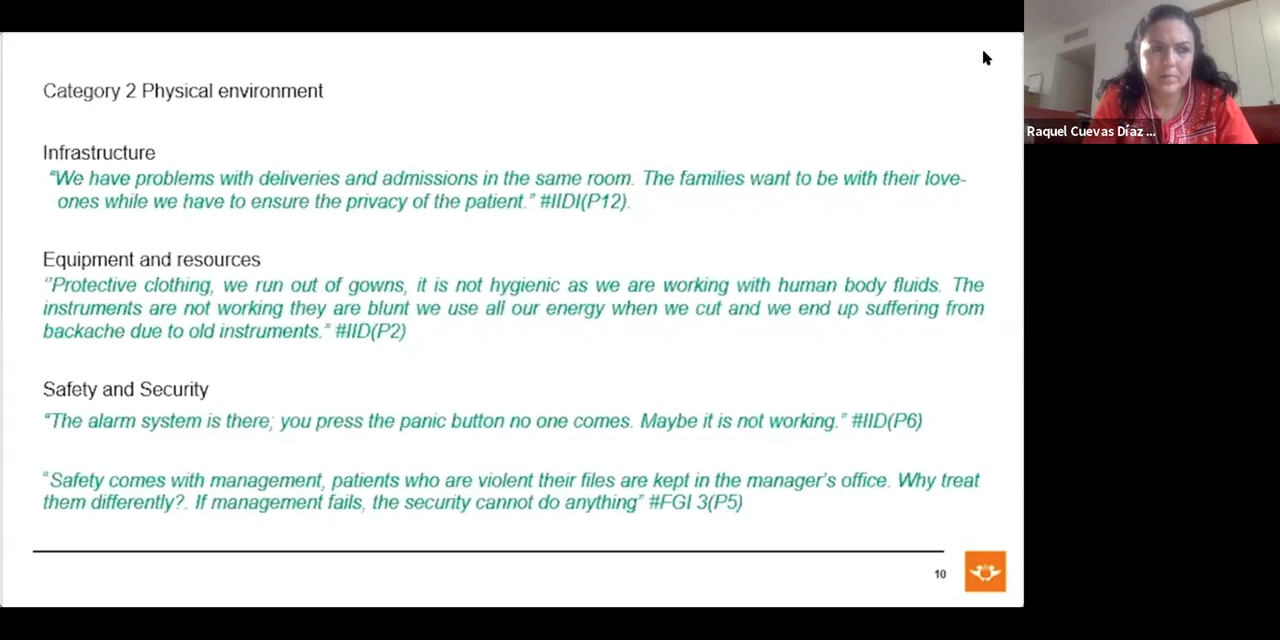 Category 2 Physical environment
Infrastructure
“We have problems with deliveries and admissions in the same room. The families want to be with their love-
ones while we have to ensure the privacy of the patient.” #IIDI(P12).
Equipment and resources
“Protective clothing, we run out of gowns, it is not hygienic as we are working with human body fluids. The
instruments are not working they are blunt we use all our energy when we cut and we end up suffering from
backache due to old instruments.” #IID(P2)
Safety and Security
“The alarm system is there; you press the panic button no one comes. Maybe it is not working.” #IID(P6)
“Safety comes with management, patients who are violent their files are kept in the manager’s office. Why treat
them differently?. If management fails, the security cannot do anything” #FGI 3(P5)
10
Raquel Cuevas Díaz ...